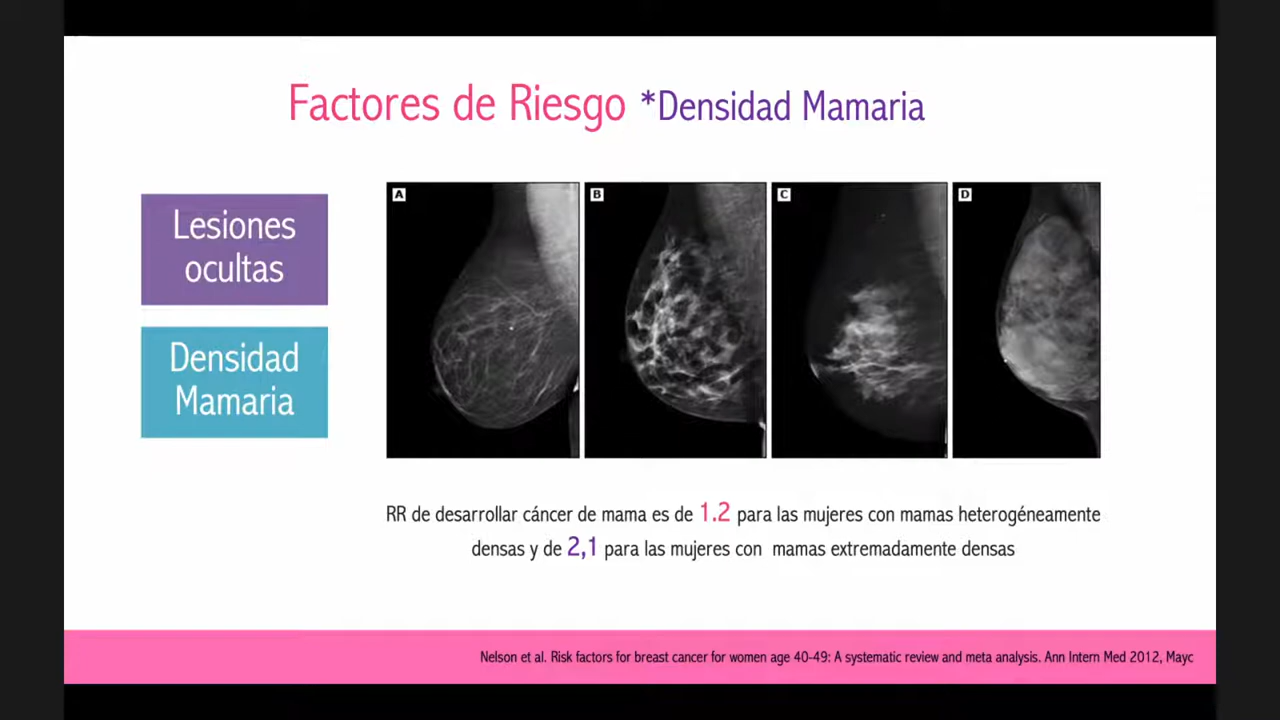 Factores de Riesgo *Densidad Mamaria
Lesiones
ocultas
Densidad
Mamaria
A
B
C
D
RR de desarrollar cáncer de mama es de 1.2 para las mujeres con mamas heterogéneamente
densas y de 2,1 para las mujeres con mamas extremadamente densas
Nelson et al. Risk factors for breast cancer for women age 40-49: A systematic review and meta analysis. Ann Intern Med 2012, Mayc